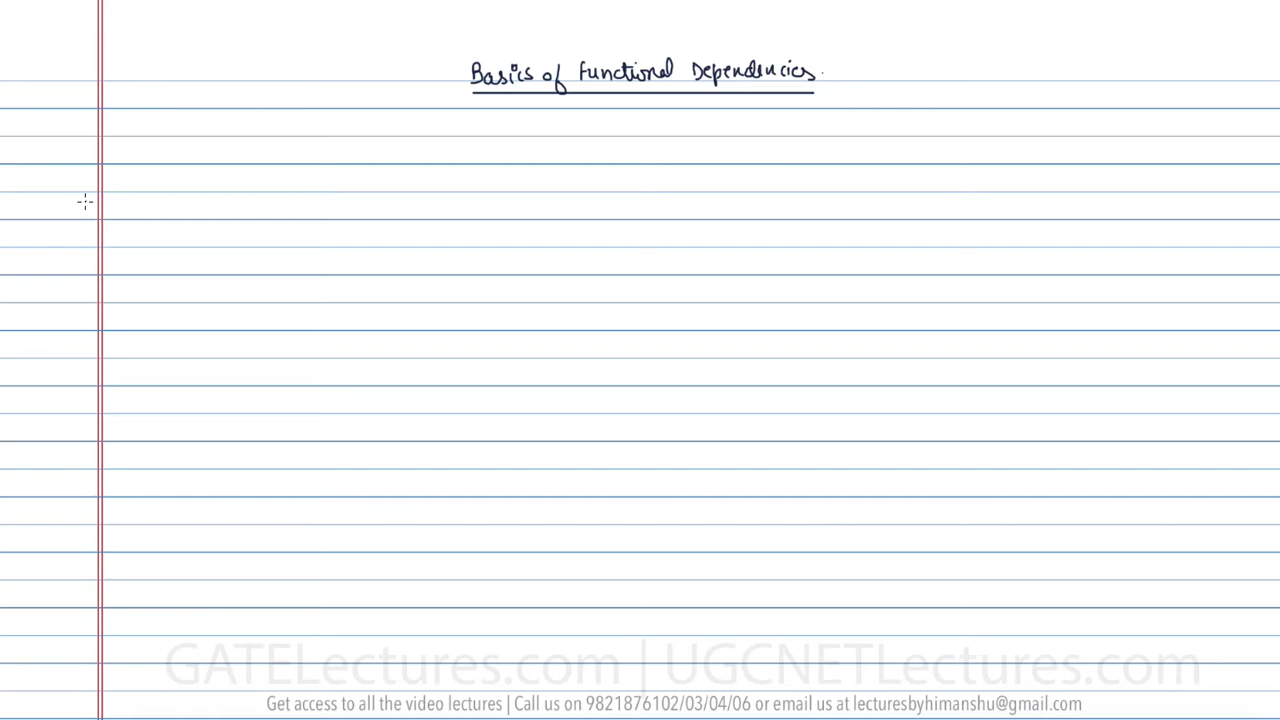 Basics of Functional Dependencies.
GATELectures.com | UGCNETLectures.com
Get access to all the video lectures | Call us on 9821876102/03/04/06 or email us at lecturesbyhimanshu@gmail.com